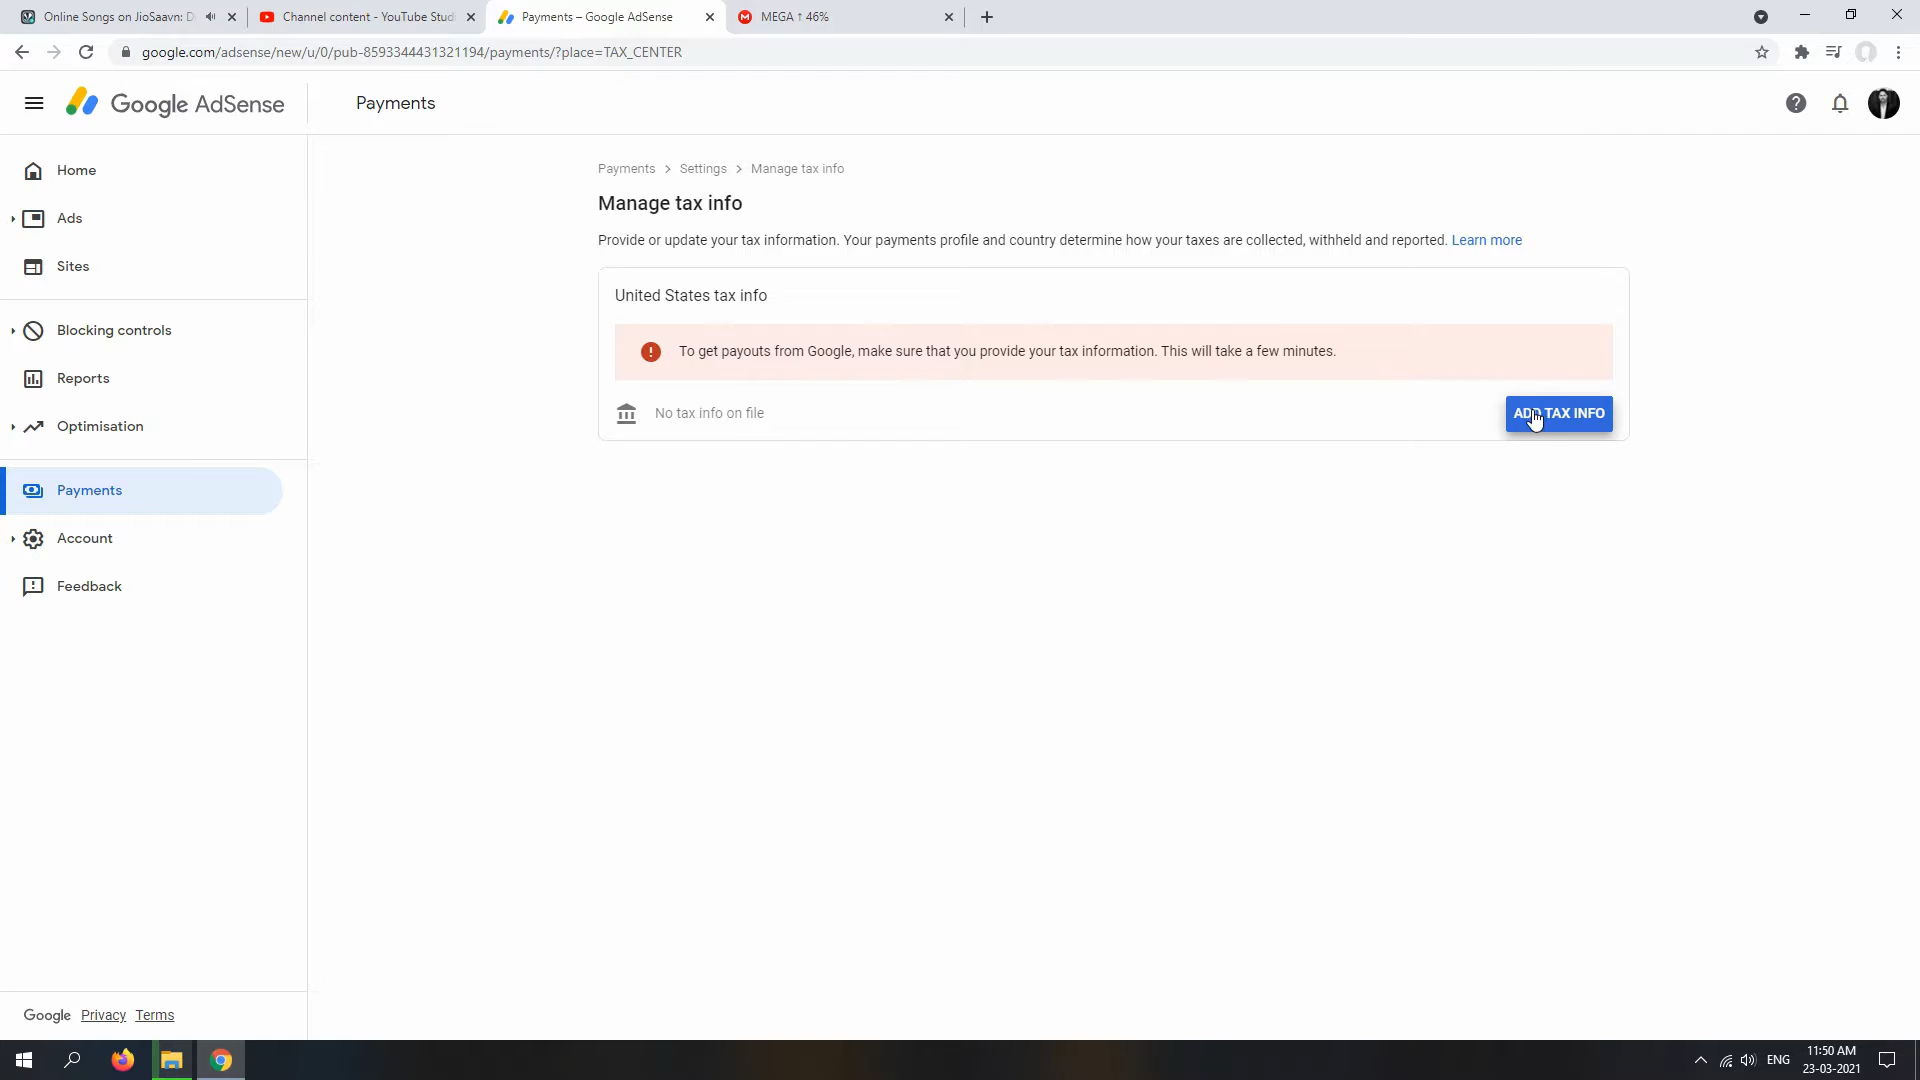 Online Songs on JioSaavn: D
Channel content - YouTube Studi
Payments – Google AdSense
MEGA ↑ 46%
google.com/adsense/new/u/0/pub-8593344431321194/payments/?place=TAX_CENTER
Google AdSense
Payments
Home
Ads
Sites
Blocking controls
Reports
Optimisation
Payments
Account
Feedback
Google Privacy Terms
Payments > Settings > Manage tax info
Manage tax info
Provide or update your tax information. Your payments profile and country determine how your taxes are collected, withheld and reported. Learn more
United States tax info
To get payouts from Google, make sure that you provide your tax information. This will take a few minutes.
No tax info on file
ADD TAX INFO
ENG
11:50 AM
23-03-2021